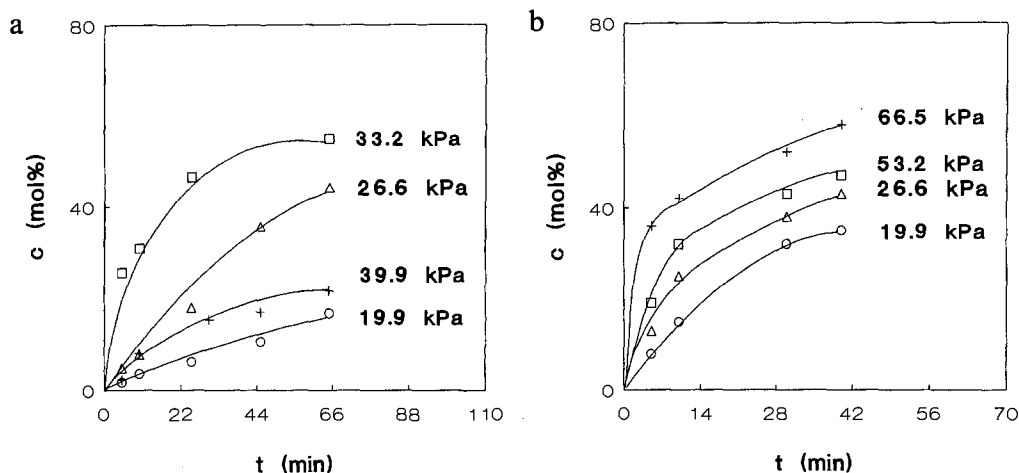 a
80
40
0
c (mol%)
33.2 kPa
26.6 kPa
39.9 kPa
19.9 kPa
0 22 44 66 88 110
t (min)
b
80
40
0
c (mol%)
66.5 kPa
53.2 kPa
26.6 kPa
19.9 kPa
0 14 28 42 56 70
t (min)